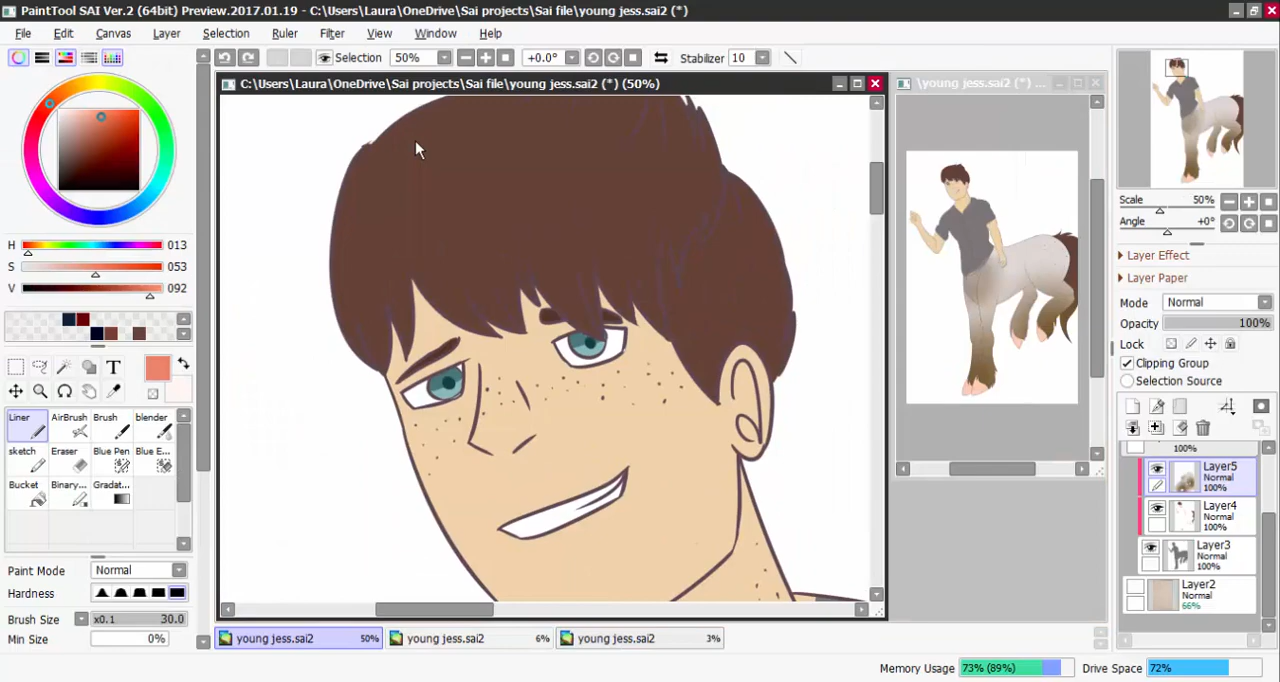 PaintTool SAI Ver.2 (64bit) Preview.2017.01.19 - C:\Users\Laura\OneDrive\Sai projects\Sai file\young jess.sai2 (*)
File Edit Canvas Layer Selection Ruler Filter View Window Help
Selection 50% +0.0° Stabilizer 10
C:\Users\Laura\OneDrive\Sai projects\Sai file\young jess.sai2 (*) (50%)
\young jess.sai2 (*) ...
H 013
S 053
V 092
T
Liner AirBrush Brush blender
sketch Eraser Blue Pen Blue E...
Bucket Binary... Gradat...
Paint Mode Normal
Hardness
Brush Size x0.1 30.0
Min Size 0%
Scale 50%
Angle +0°
Layer Effect
Layer Paper
Mode Normal
Opacity 100%
Lock
Clipping Group
Selection Source
100%
Layer5
Normal
100%
Layer4
Normal
100%
Layer3
Normal
100%
Layer2
Normal
66%
young jess.sai2 50% young jess.sai2 6% young jess.sai2 3%
Memory Usage 73% (89%) Drive Space 72%